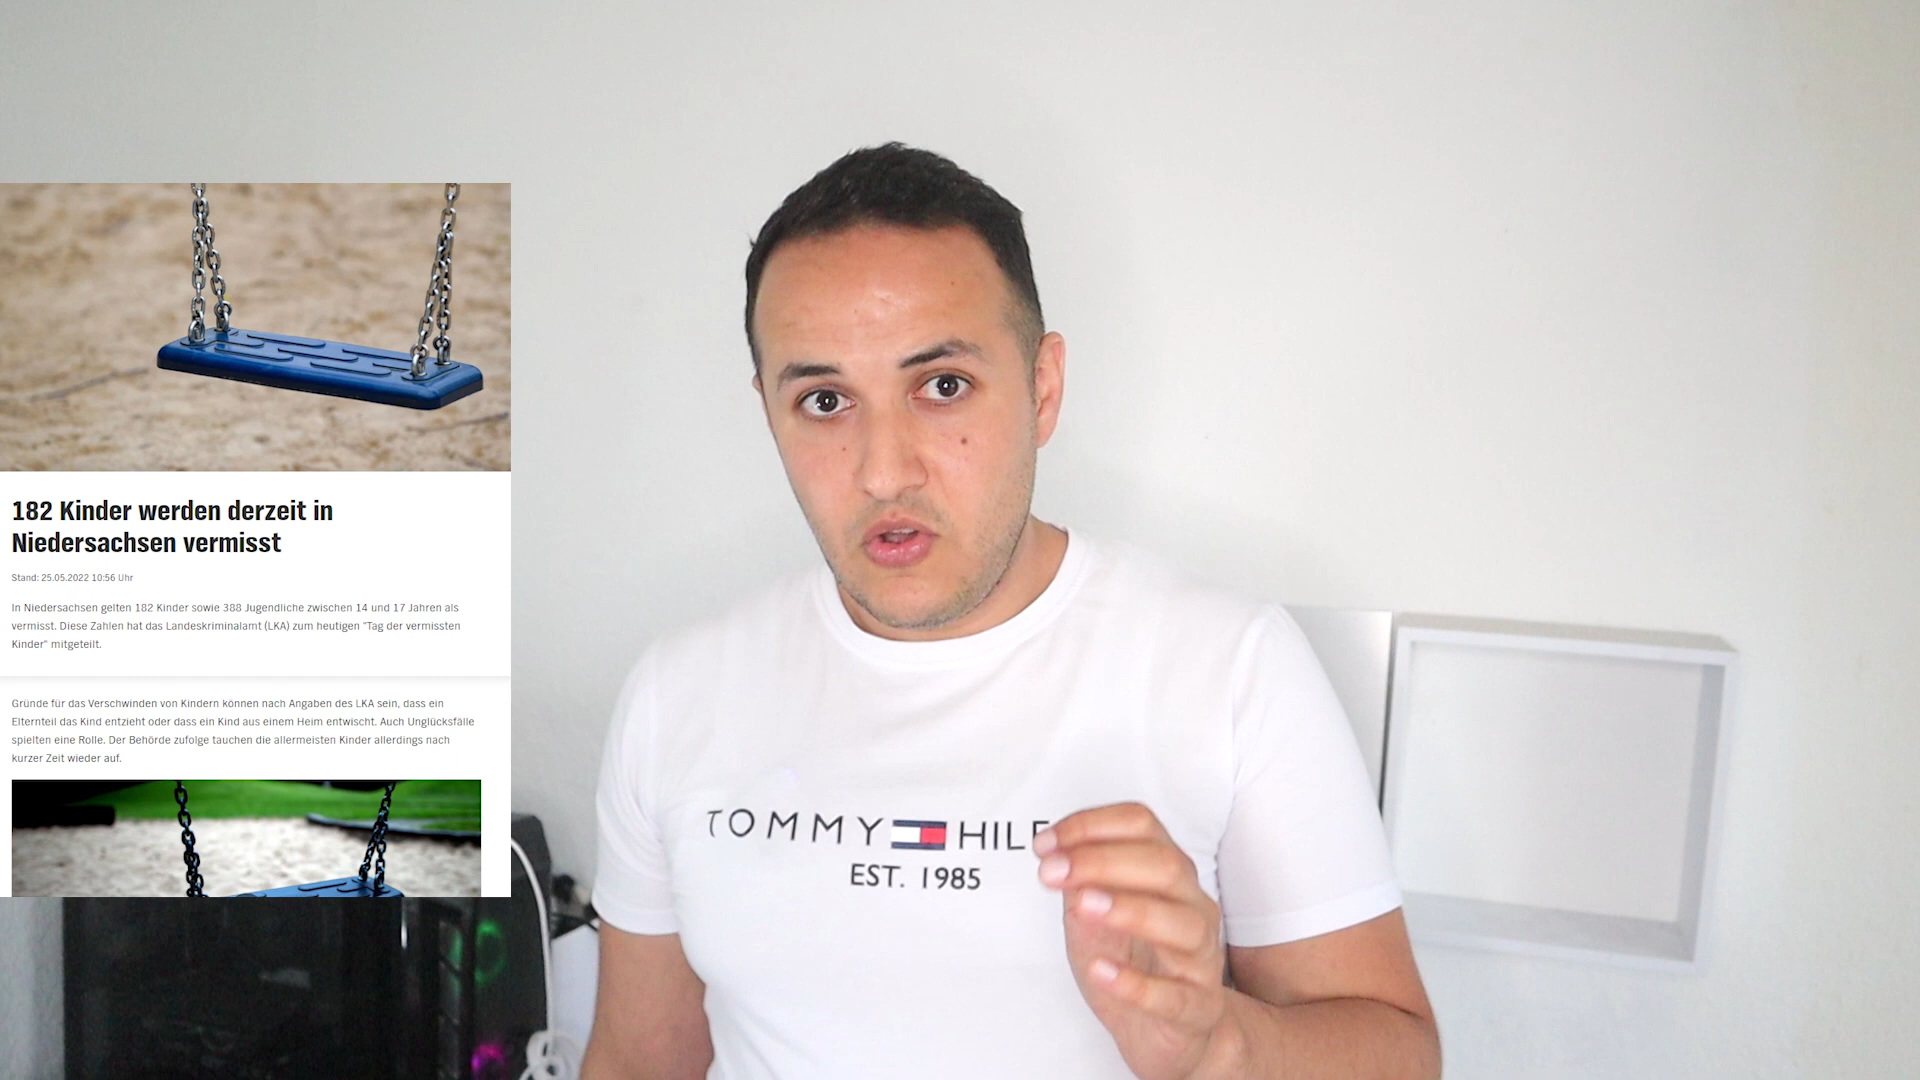 182 Kinder werden derzeit in
Niedersachsen vermisst
Stand: 25.05.2022 10:56 Uhr
In Niedersachsen gelten 182 Kinder sowie 388 Jugendliche zwischen 14 und 17 Jahren als
vermisst. Diese Zahlen hat das Landeskriminalamt (LKA) zum heutigen "Tag der vermissten
Kinder" mitgeteilt.
Gründe für das Verschwinden von Kindern können nach Angaben des LKA sein, dass ein
Elternteil das Kind entzieht oder dass ein Kind aus einem Heim entwischt. Auch Unglücksfälle
spielten eine Rolle. Der Behörde zufolge tauchen die allermeisten Kinder allerdings nach
kurzer Zeit wieder auf.
TOMMY HILF
EST. 1985